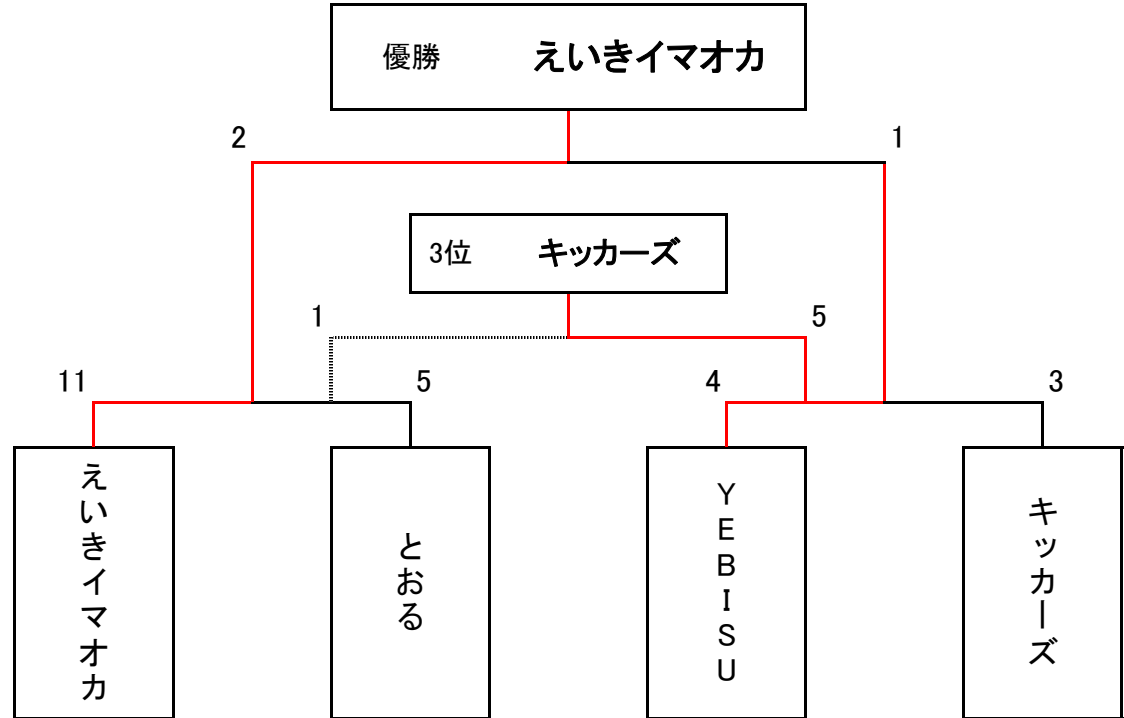 優勝 えいきイマオカ
2 1
3位 キッカーズ
1 5
11 5 4 3
えいきイマオカ
とおる
YEBISU
キッカーズ